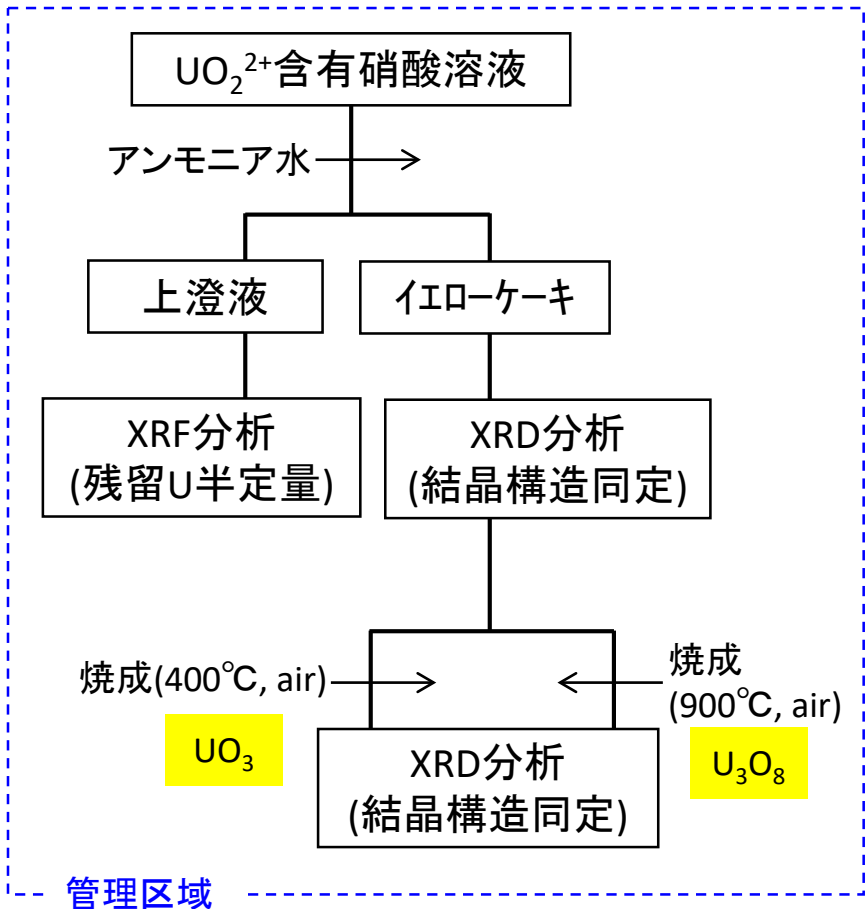 UO₂²⁺含有硝酸溶液
アンモニア水
上澄液
イエローケーキ
XRF分析
(残留U半定量)
XRD分析
(結晶構造同定)
焼成(400℃, air)
焼成
(900℃, air)
UO₃
XRD分析
(結晶構造同定)
U₃O₈
管理区域